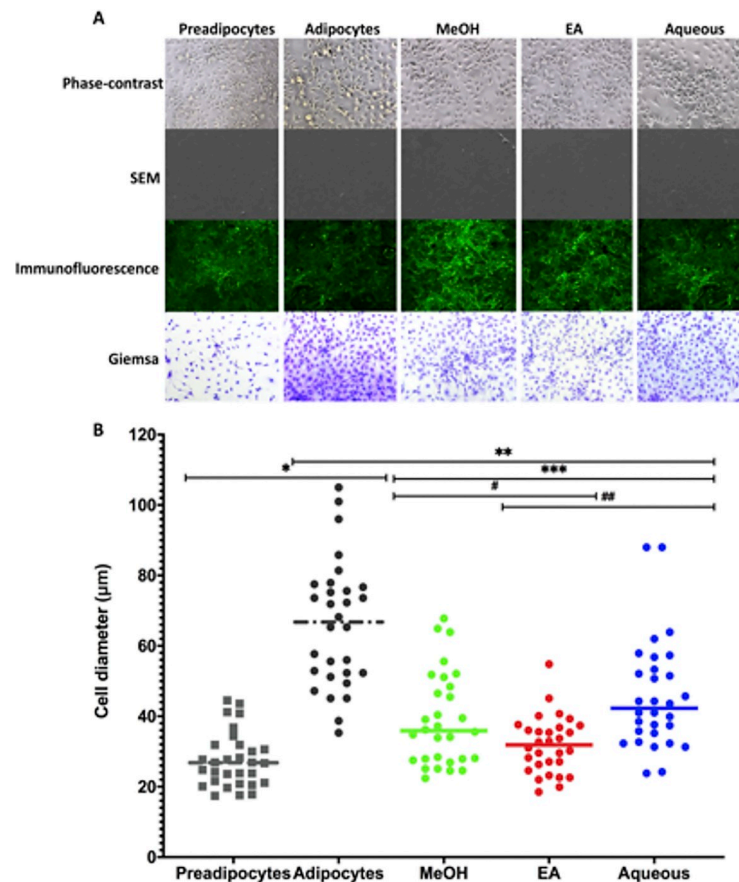 A
Preadipocytes Adipocytes MeOH EA Aqueous
Phase-contrast
SEM
Immunofluorescence
Giemsa
B
Cell diameter (μm)
120
100
80
60
40
20
0
*
**
***
#
##
Preadipocytes Adipocytes MeOH EA Aqueous